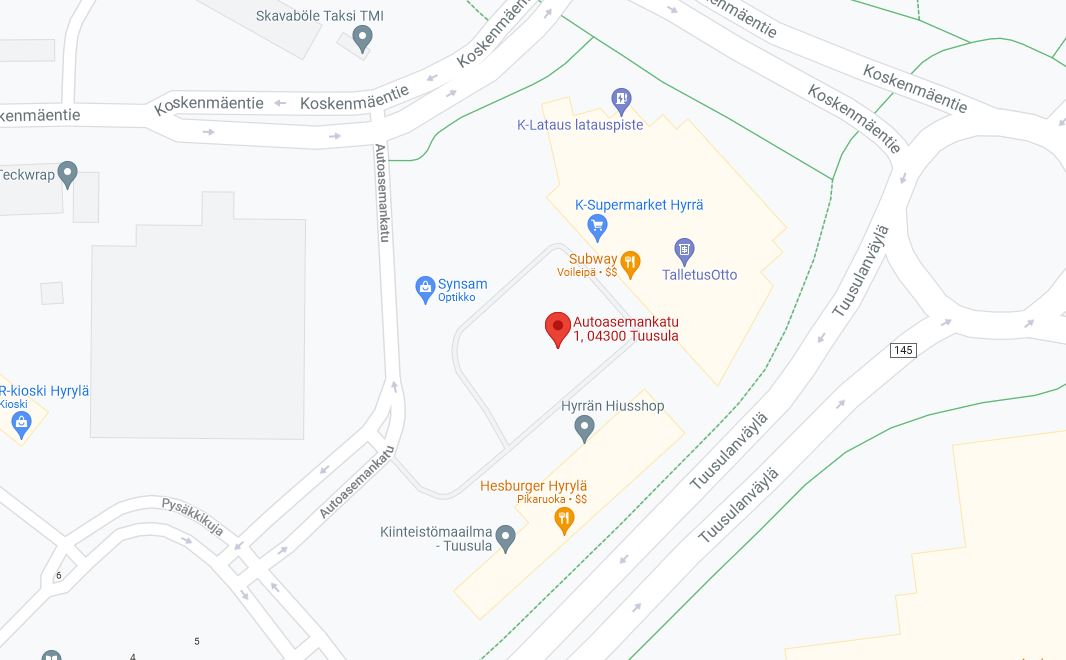 Skavaböle Taksi TMI
Koskenmäentie
Koskenmäentie
Koskenmäentie
Koskenmäentie
Koskenmäentie
kenmäentie
Koskenmäentie
K-Lataus latauspiste
Autoasemankatu
Teckwrap
K-Supermarket Hyrrä
Subway
Voileipä • $$
TalletusOtto
Tuusulanväylä
Synsam
Optikko
Autoasemankatu
1, 04300 Tuusula
145
R-kioski Hyrylä
Kioski
Hyrrän Hiusshop
Tuusulanväylä
Autoasemankatu
Tuusulanväylä
Hesburger Hyrylä
Pikaruoka • $$
Pysäkkikuja
Kiinteistömaailma
- Tuusula
6
5
4